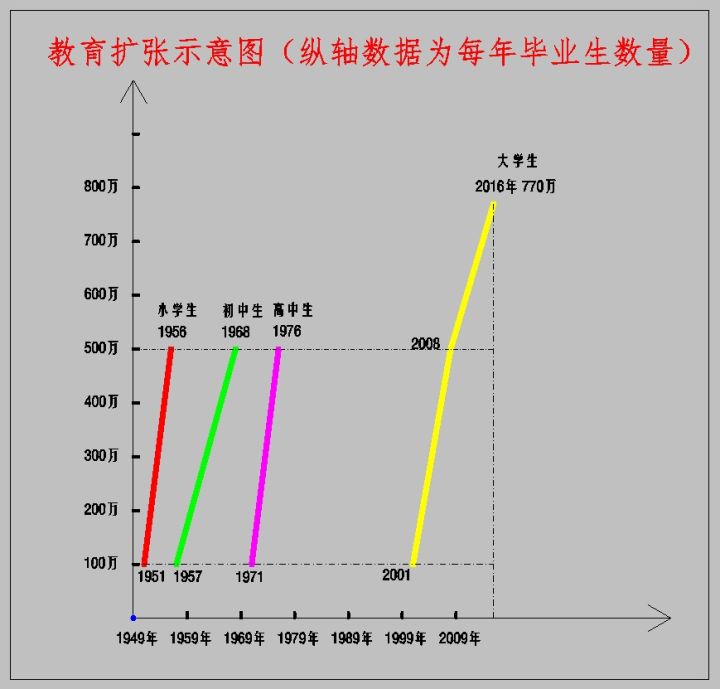 教育扩张示意图（纵轴数据为每年毕业生数量）
大学生
2016年 770万
800万
700万
600万
小学生 初中生 高中生
1956 1968 1976
500万
2008
400万
300万
200万
100万
1951 1957 1971 2001
1949年 1959年 1969年 1979年 1989年 1999年 2009年